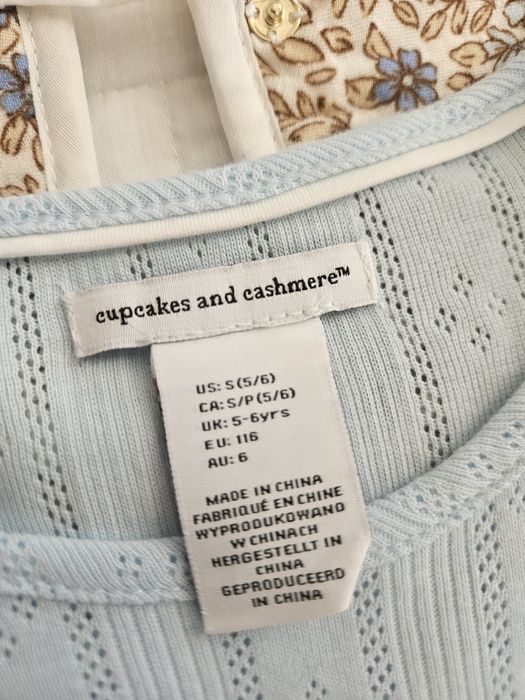 cupcakes and cashmere™
US: S (5/6)
CA: S/P (5/6)
UK: 5-6yrs
EU: 116
AU: 6
MADE IN CHINA
FABRIQUÉ EN CHINE
WYPRODUKOWANO
W CHINACH
HERGESTELLT IN
CHINA
GEPRODUCEERD
IN CHINA